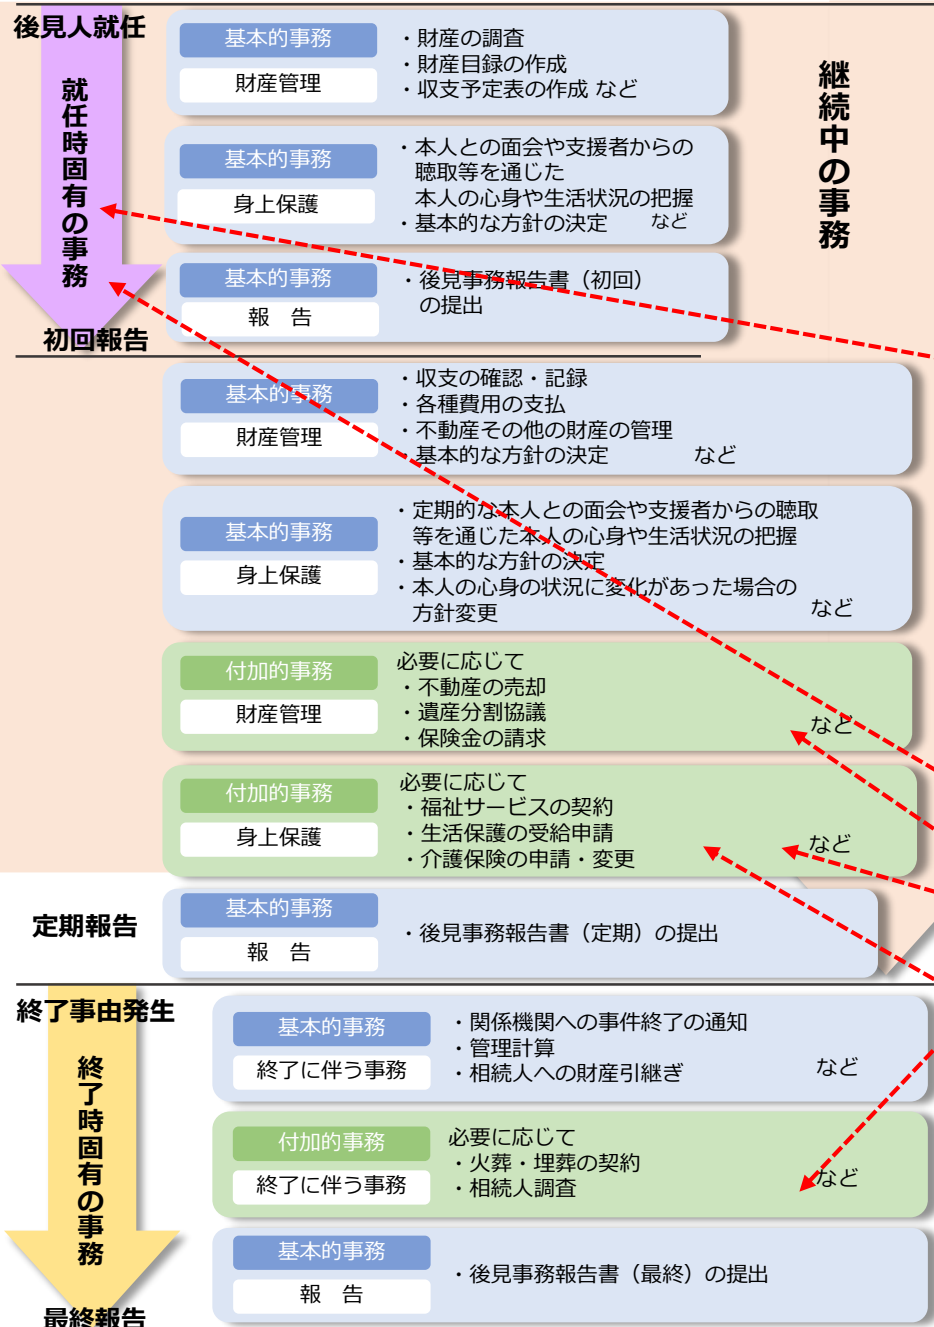 後見人就任
就任時固有の事務
継続中の事務
基本的事務
財産管理
・財産の調査
・財産目録の作成
・収支予定表の作成 など
基本的事務
身上保護
・本人との面会や支援者からの
聴取等を通じた
本人の心身や生活状況の把握
・基本的な方針の決定 など
基本的事務
報 告
・後見事務報告書（初回）
の提出
初回報告
基本的事務
財産管理
・収支の確認・記録
・各種費用の支払
・不動産その他の財産の管理
・基本的な方針の決定 など
基本的事務
身上保護
・定期的な本人との面会や支援者からの聴取
等を通じた本人の心身や生活状況の把握
・基本的な方針の決定
・本人の心身の状況に変化があった場合の
方針変更 など
付加的事務
財産管理
必要に応じて
・不動産の売却
・遺産分割協議
・保険金の請求 など
付加的事務
身上保護
必要に応じて
・福祉サービスの契約
・生活保護の受給申請
・介護保険の申請・変更 など
定期報告
基本的事務
報 告
・後見事務報告書（定期）の提出
終了事由発生
終了時固有の事務
基本的事務
終了に伴う事務
・関係機関への事件終了の通知
・管理計算
・相続人への財産引継ぎ など
付加的事務
終了に伴う事務
必要に応じて
・火葬・埋葬の契約
・相続人調査 など
基本的事務
報 告
・後見事務報告書（最終）の提出
最終報告